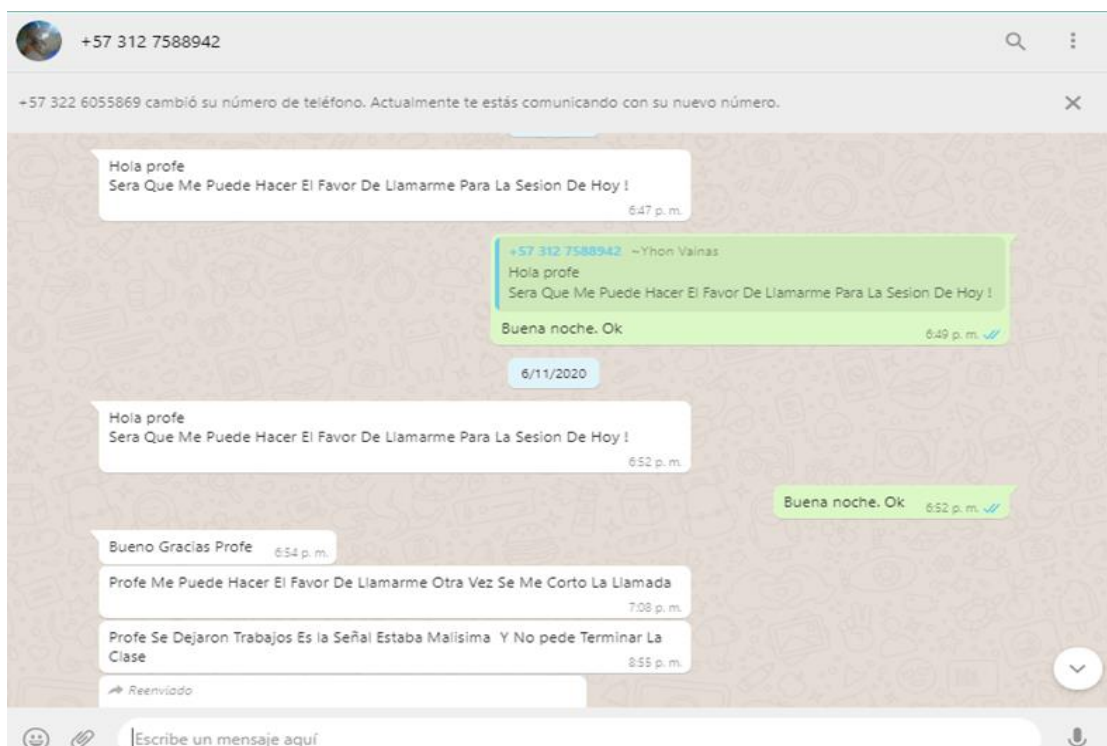 +57 312 7588942
+57 322 6055869 cambió su número de teléfono. Actualmente te estás comunicando con su nuevo número.
Hola profe
Sera Que Me Puede Hacer El Favor De Llamarme Para La Sesion De Hoy !
6:47 p. m.
+57 312 7588942 ~Yhon Vainas
Hola profe
Sera Que Me Puede Hacer El Favor De Llamarme Para La Sesion De Hoy !
Buena noche. Ok
6:49 p. m.
6/11/2020
Hola profe
Sera Que Me Puede Hacer El Favor De Llamarme Para La Sesion De Hoy !
6:52 p. m.
Buena noche. Ok 6:52 p. m.
Bueno Gracias Profe 6:54 p. m.
Profe Me Puede Hacer El Favor De Llamarme Otra Vez Se Me Corto La Llamada
7:08 p. m.
Profe Se Dejaron Trabajos Es la Señal Estaba Malisima Y No pede Terminar La
Clase
8:55 p. m.
Reenviado
Escribe un mensaje aquí